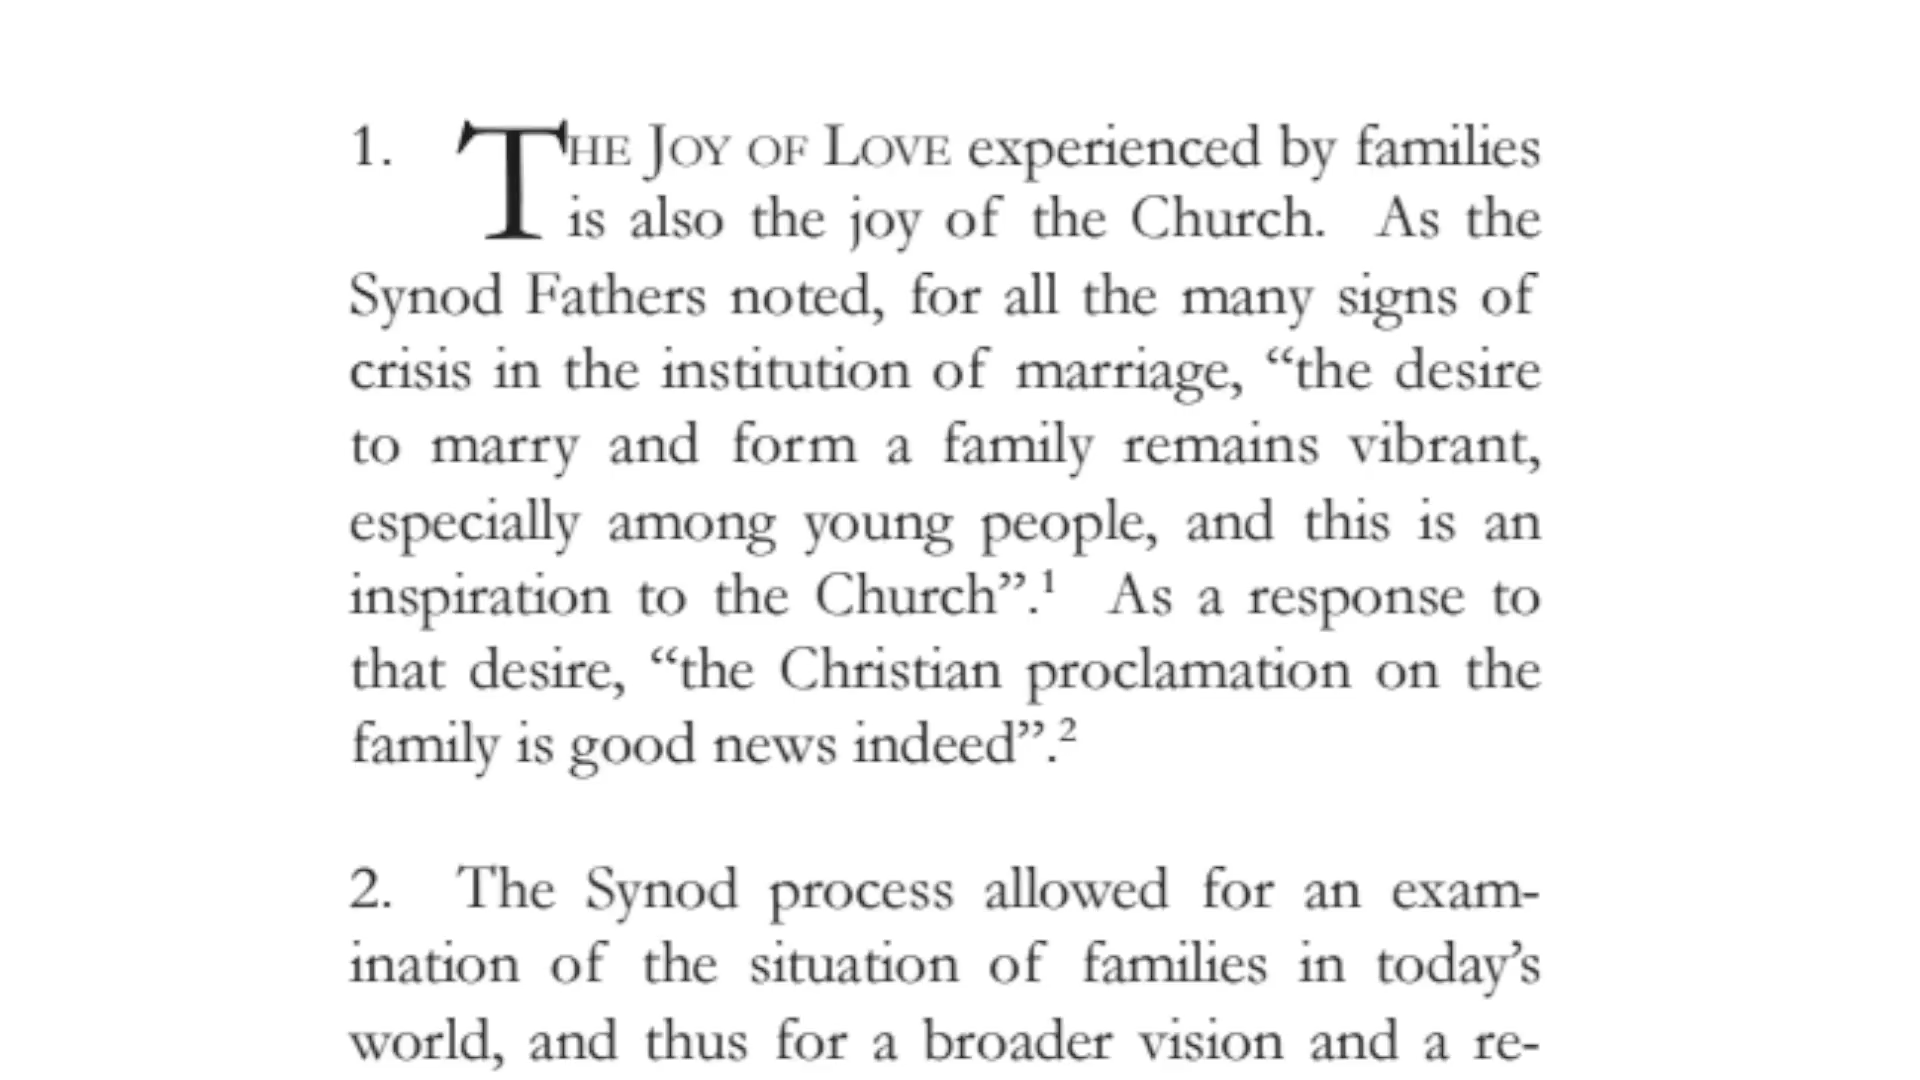 1. THE JOY OF LOVE experienced by families
is also the joy of the Church. As the
Synod Fathers noted, for all the many signs of
crisis in the institution of marriage, “the desire
to marry and form a family remains vibrant,
especially among young people, and this is an
inspiration to the Church”.¹ As a response to
that desire, “the Christian proclamation on the
family is good news indeed”.²
2. The Synod process allowed for an exam-
ination of the situation of families in today’s
world, and thus for a broader vision and a re-